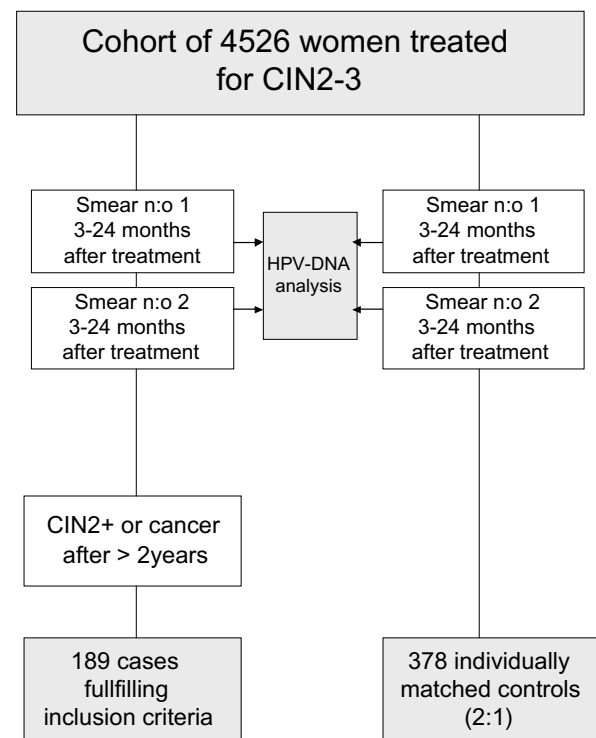 Cohort of 4526 women treated
for CIN2-3
Smear n:o 1
3-24 months
after treatment
HPV-DNA
analysis
Smear n:o 1
3-24 months
after treatment
Smear n:o 2
3-24 months
after treatment
Smear n:o 2
3-24 months
after treatment
CIN2+ or cancer
after > 2years
189 cases
fullfilling
inclusion criteria
378 individually
matched controls
(2:1)